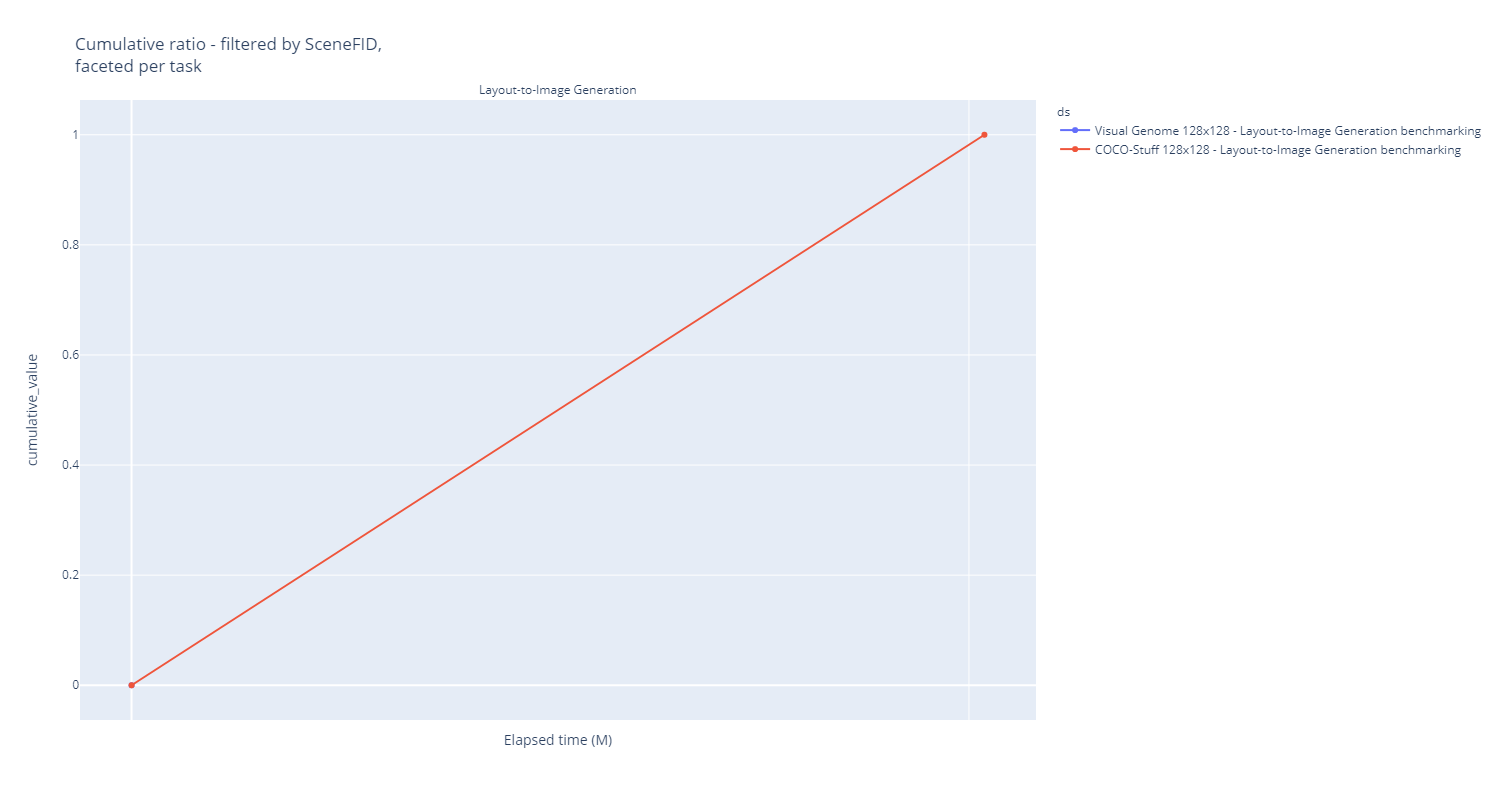 Cumulative ratio - filtered by SceneFID,
faceted per task
Layout-to-Image Generation
ds
Visual Genome 128x128 - Layout-to-Image Generation benchmarking
COCO-Stuff 128x128 - Layout-to-Image Generation benchmarking
1
0.8
0.6
0.4
0.2
0
cumulative_value
Elapsed time (M)